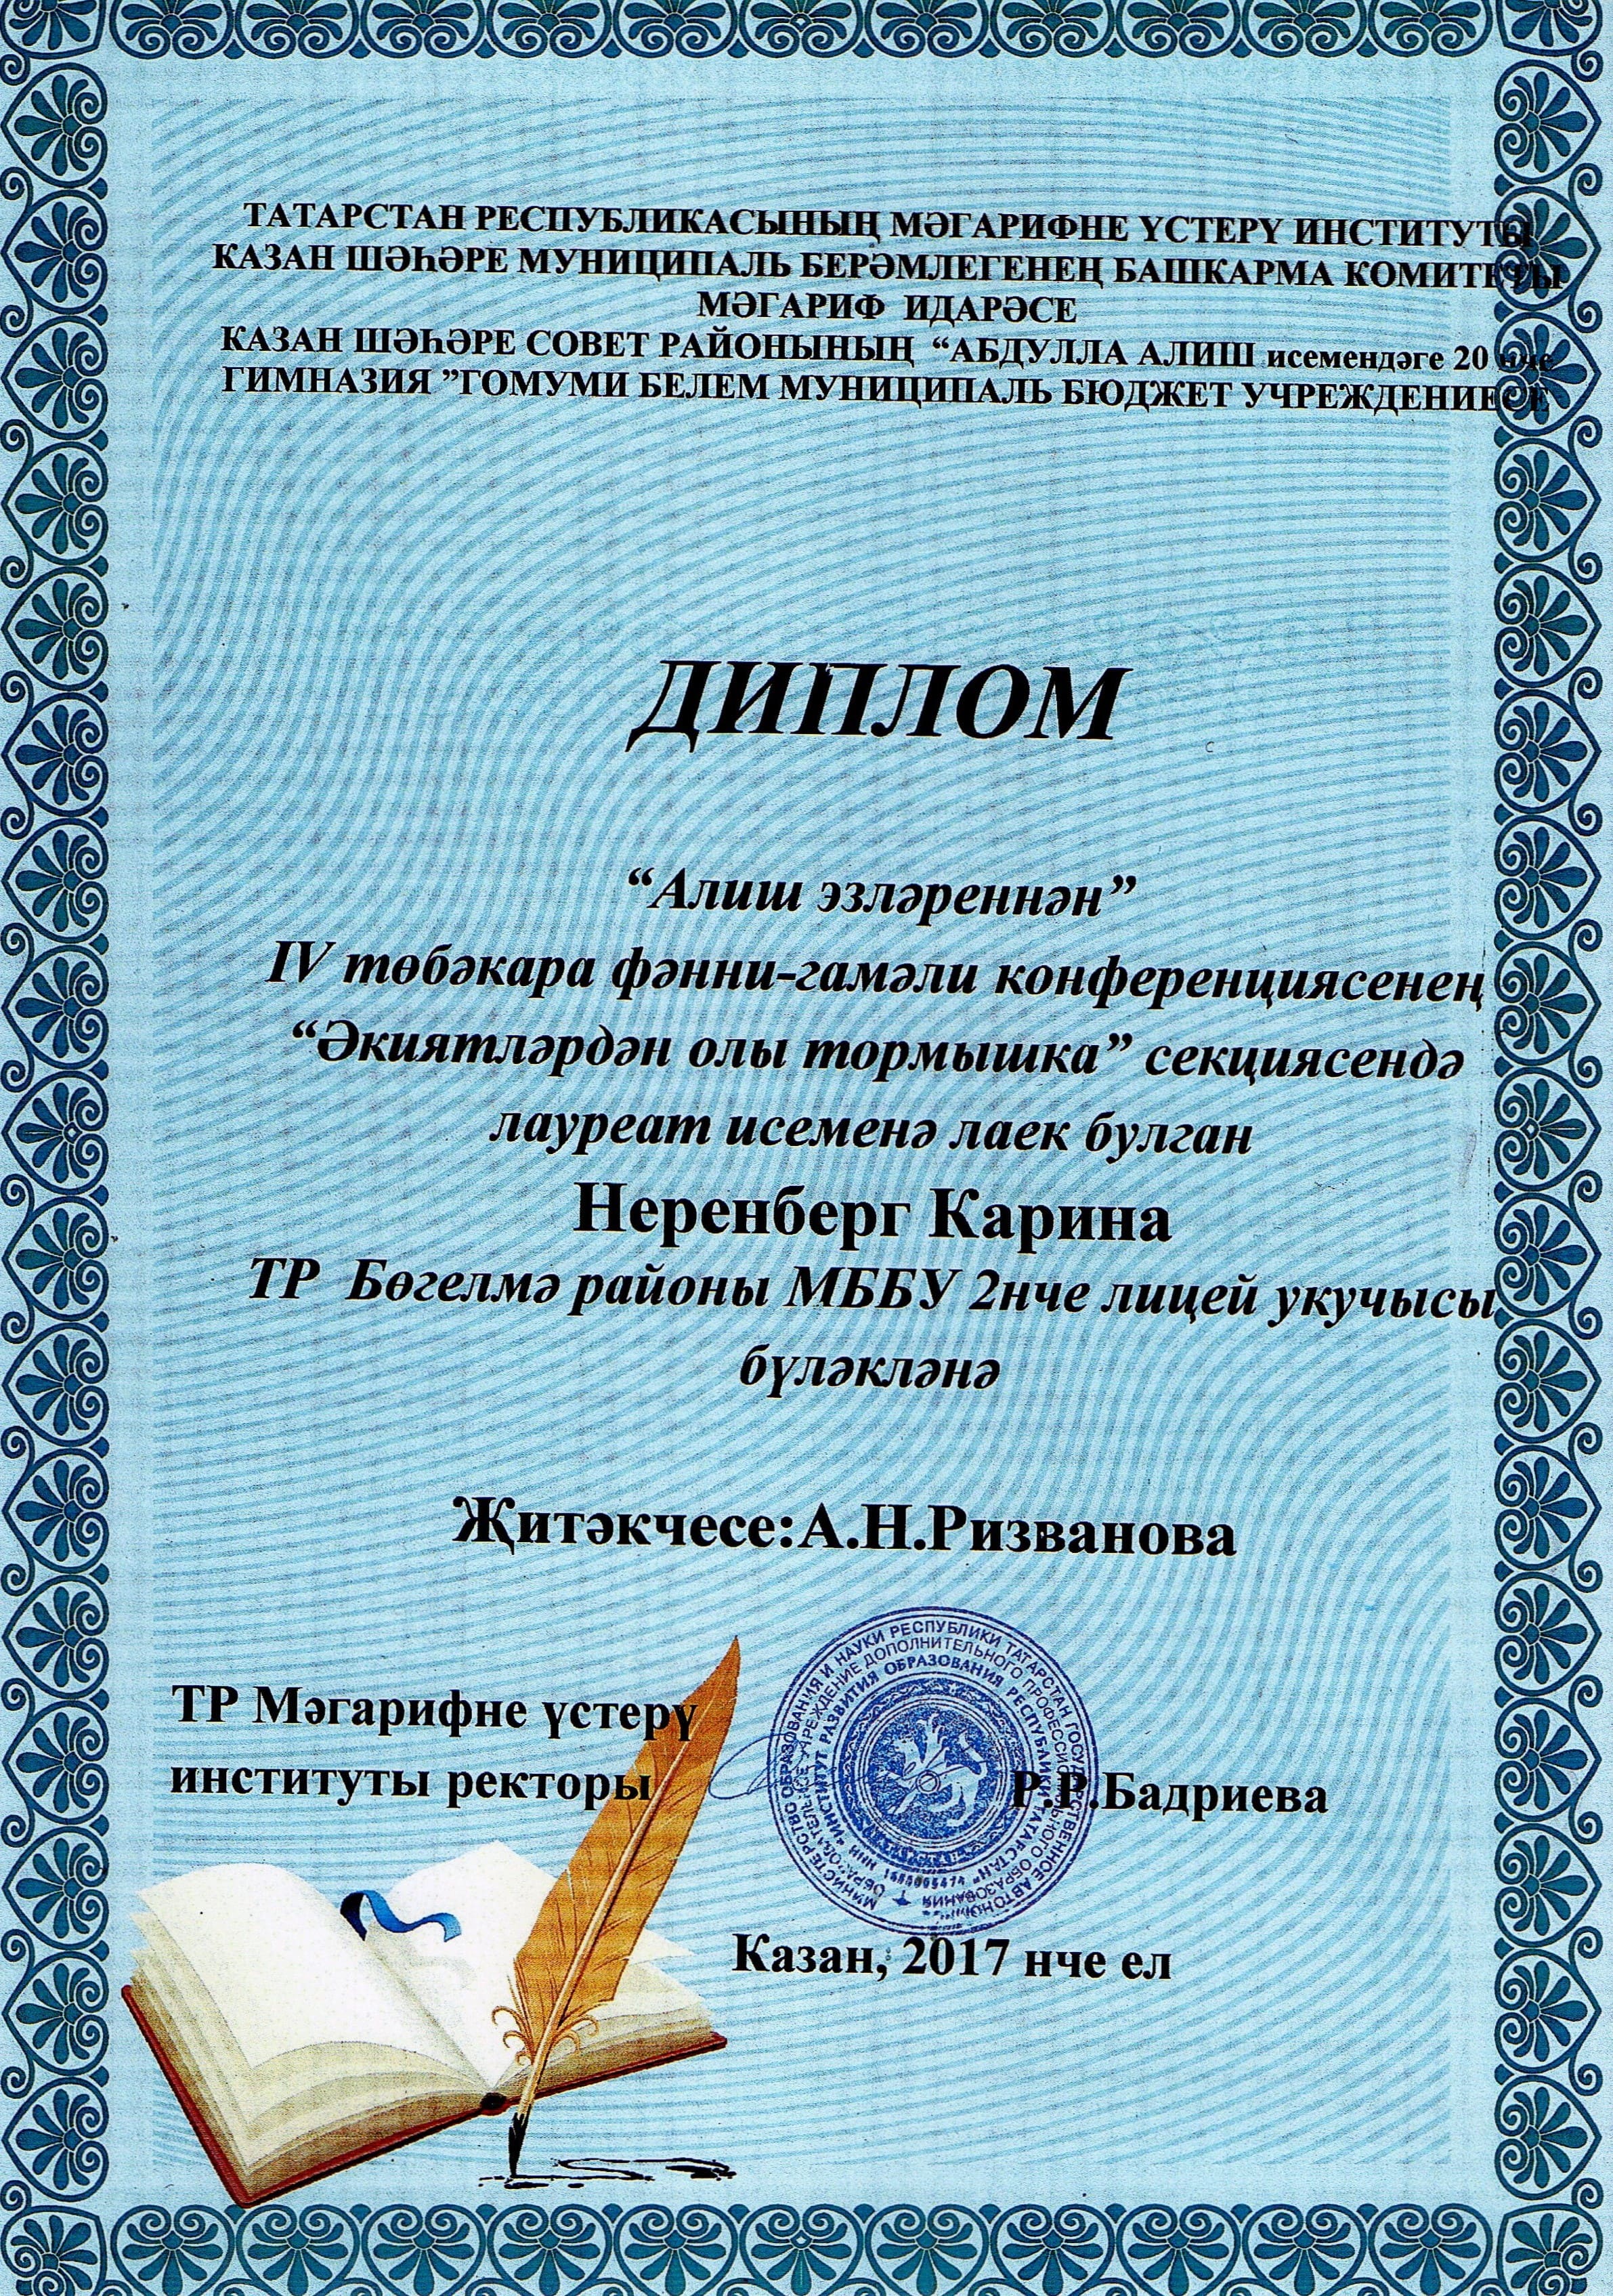 ТАТАРСТАН РЕСПУБЛИКАСЫНЫҢ МӘГАРИФНЕ ҮСТЕРҮ ИНСТИТУТЫ
КАЗАН ШӘҺӘРЕ МУНИЦИПАЛЬ БЕРӘМЛЕГЕНЕҢ БАШКАРМА КОМИТЕТЫ
МӘГАРИФ ИДАРӘСЕ
КАЗАН ШӘҺӘРЕ СОВЕТ РАЙОНЫНЫҢ “АБДУЛЛА АЛИШ исемендәге 20 нче
ГИМНАЗИЯ ”ГОМУМИ БЕЛЕМ МУНИЦИПАЛЬ БЮДЖЕТ УЧРЕЖДЕНИЕСЕ
ДИПЛОМ
“Алиш эзләреннән”
IV төбәкара фәнни-гамәли конференциясенең
“Әкиятләрдән олы тормышка” секциясендә
лауреат исеменә лаек булган
Неренберг Карина
ТР Бөгелмә районы МББУ 2нче лицей укучысы
бүләкләнә
Җитәкчесе:А.Н.Ризванова
ТР Мәгарифне үстерү
институты ректоры
Р.Р.Бадриева
МИНИСТЕРСТВО ОБРАЗОВАНИЯ И НАУКИ РЕСПУБЛИКИ ТАТАРСТАН ГОСУДАРСТВЕННОЕ АВТОНОМНОЕ
ОБРАЗОВАТЕЛЬНОЕ УЧРЕЖДЕНИЕ ДОПОЛНИТЕЛЬНОГО ПРОФЕССИОНАЛЬНОГО ОБРАЗОВАНИЯ
"ИНСТИТУТ РАЗВИТИЯ ОБРАЗОВАНИЯ РЕСПУБЛИКИ ТАТАРСТАН"
ИНН
Казан, 2017 нче ел